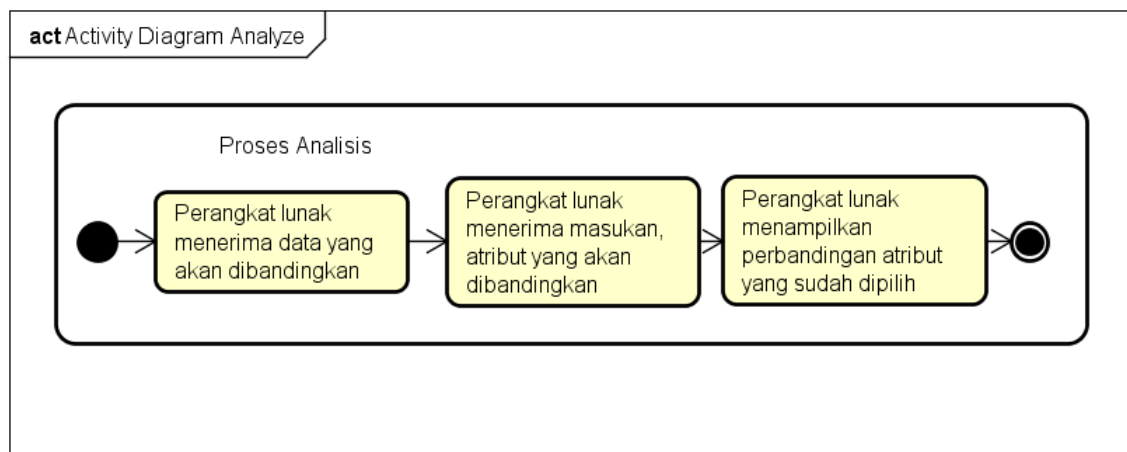 act Activity Diagram Analyze
Proses Analisis
Perangkat lunak
menerima data yang
akan dibandingkan
Perangkat lunak
menerima masukan,
atribut yang akan
dibandingkan
Perangkat lunak
menampilkan
perbandingan atribut
yang sudah dipilih